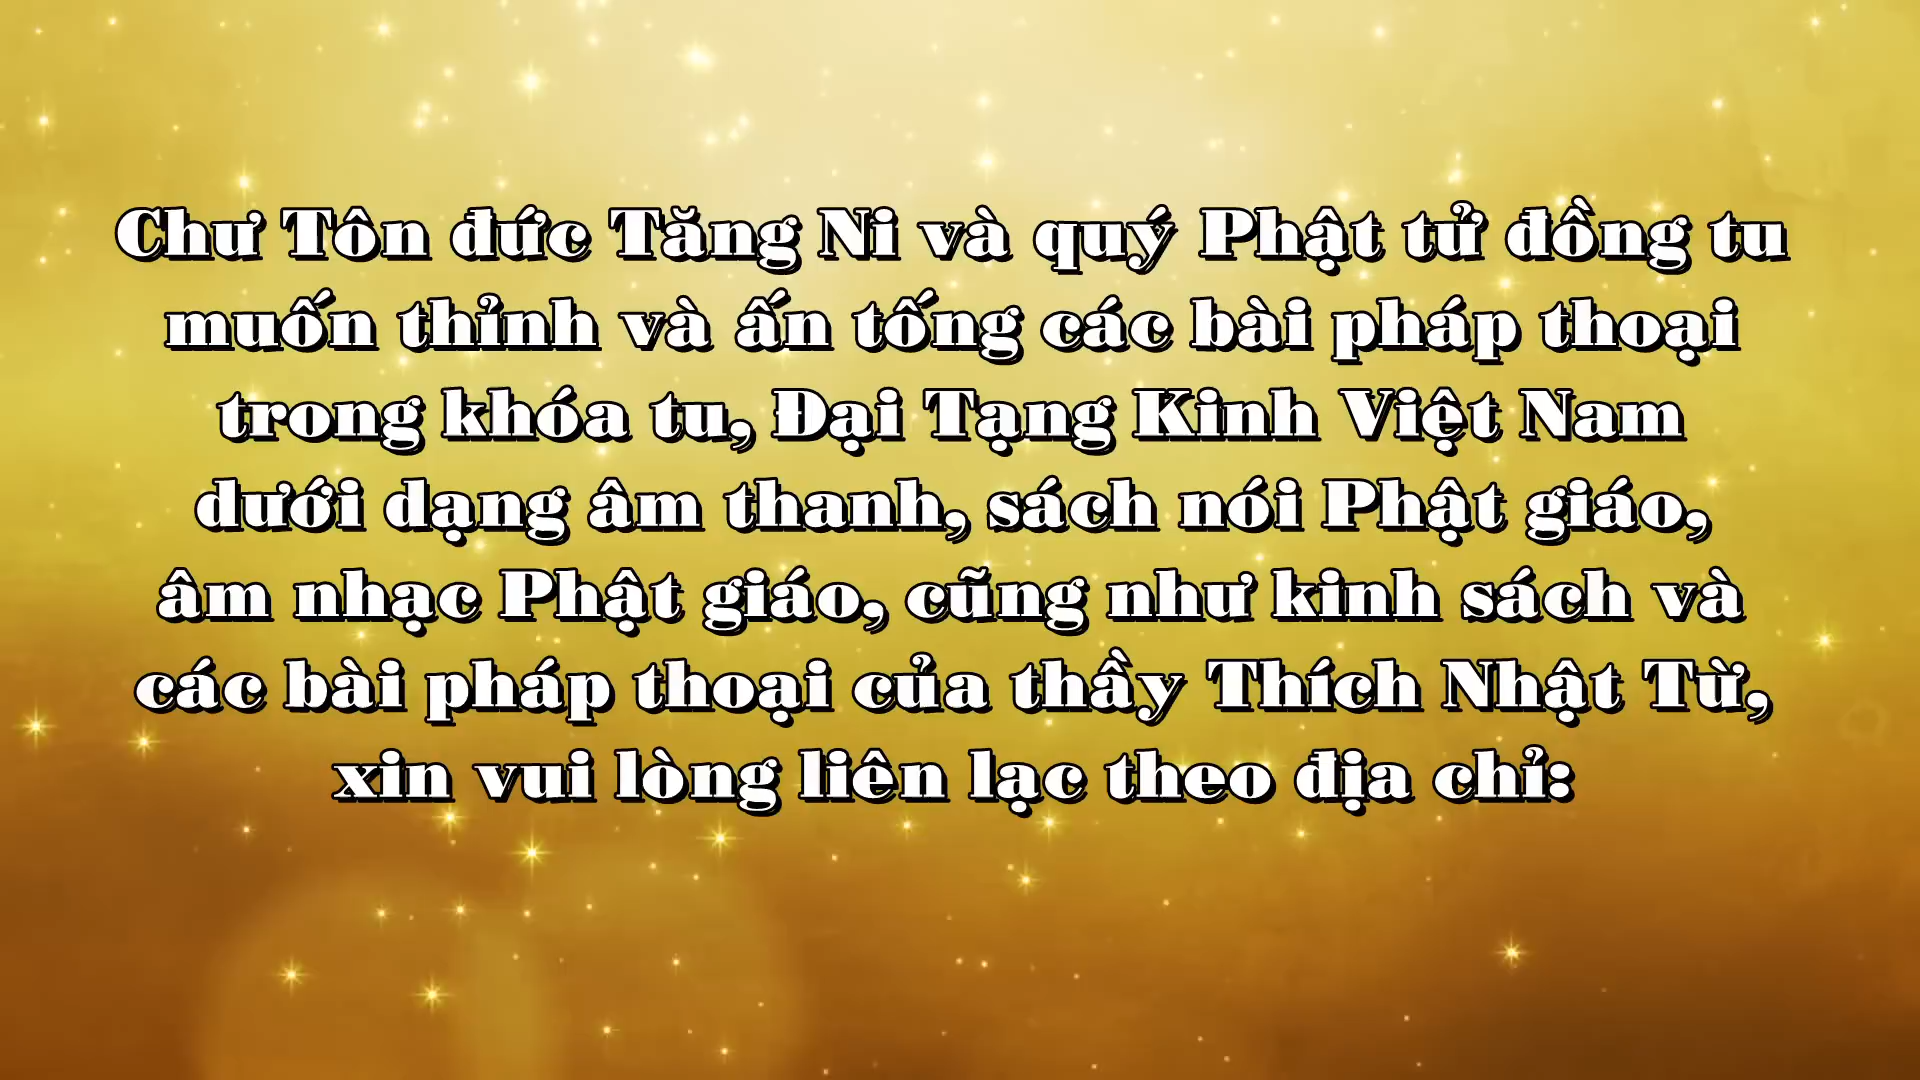 Chư Tôn đức Tăng Ni và quý Phật tử đồng tu
muốn thỉnh và ấn tống các bài pháp thoại
trong khóa tu, Đại Tạng Kinh Việt Nam
dưới dạng âm thanh, sách nói Phật giáo,
âm nhạc Phật giáo, cũng như kinh sách và
các bài pháp thoại của thầy Thích Nhật Từ,
xin vui lòng liên lạc theo địa chỉ: